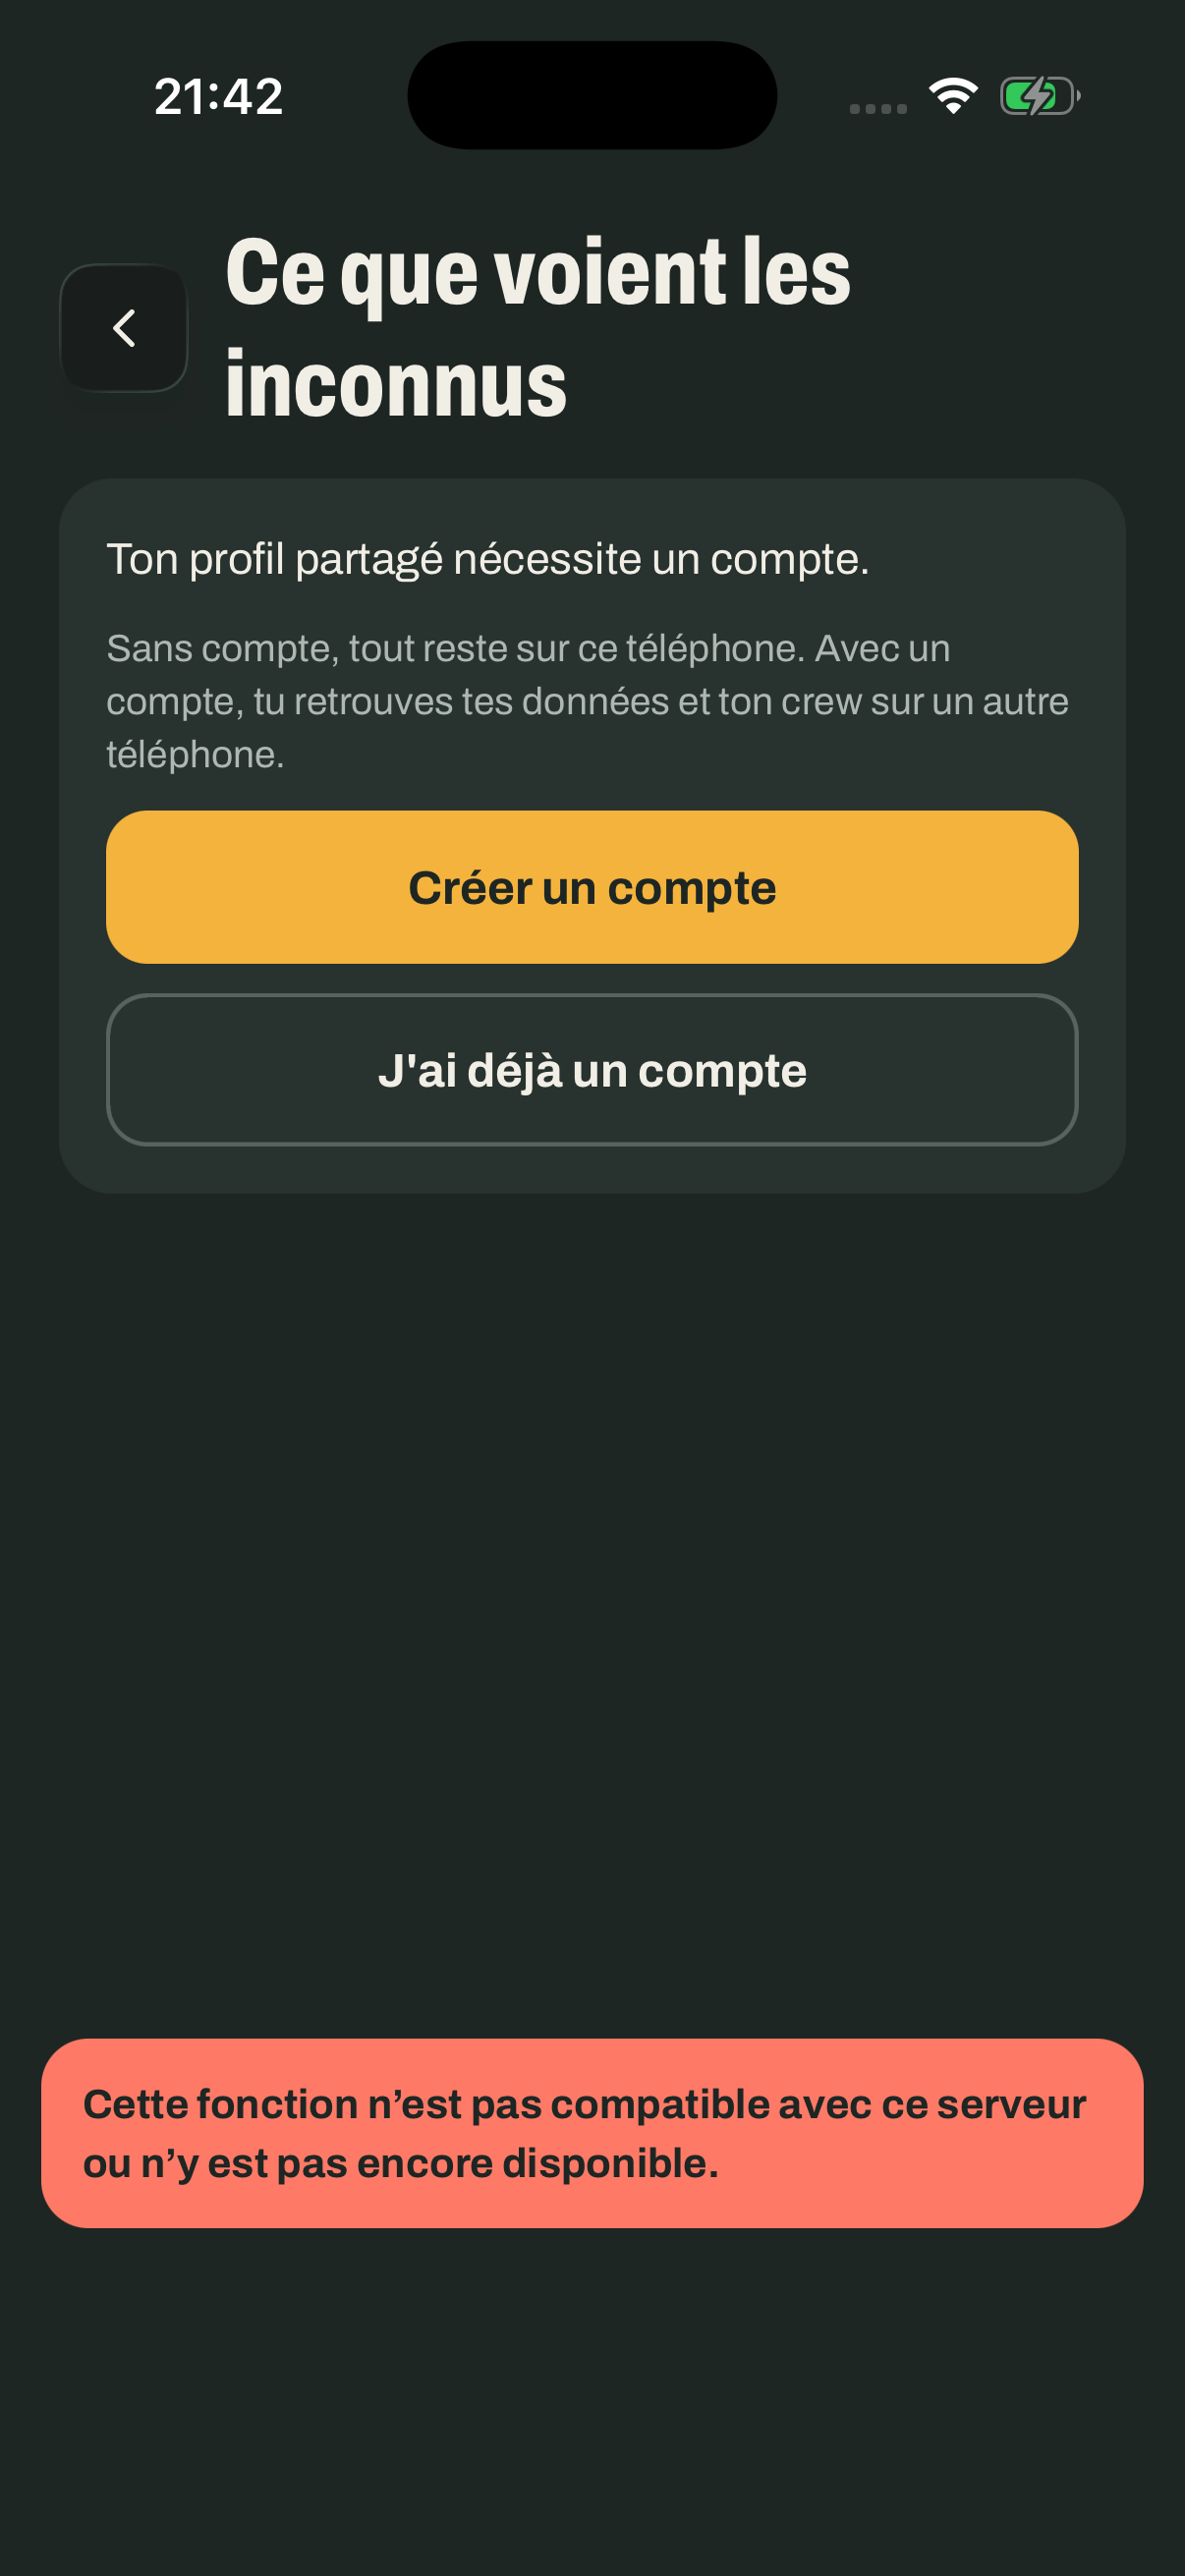 21:42
Ce que voient les
inconnus
Ton profil partagé nécessite un compte.
Sans compte, tout reste sur ce téléphone. Avec un
compte, tu retrouves tes données et ton crew sur un autre
téléphone.
Créer un compte
J'ai déjà un compte
Cette fonction n’est pas compatible avec ce serveur
ou n’y est pas encore disponible.